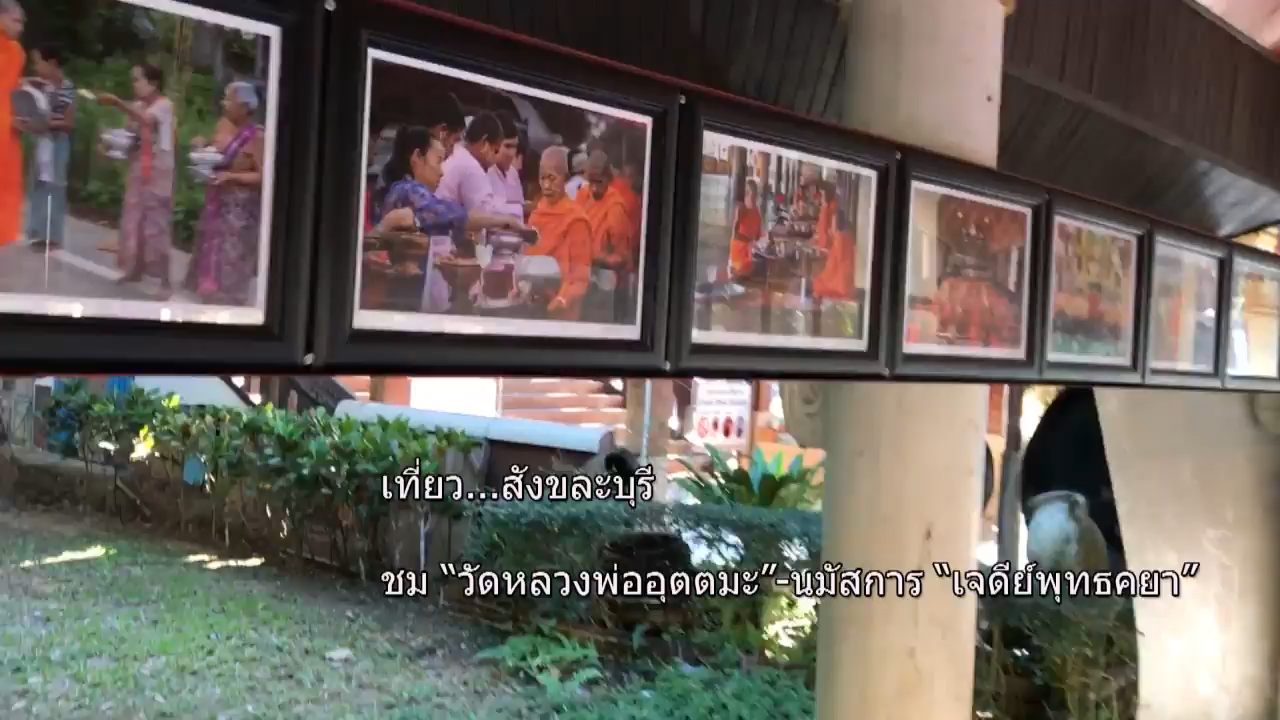 เที่ยว...สังขละบุรี
ชม “วัดหลวงพ่ออุตตมะ”-นมัสการ “เจดีย์พุทธคยา”